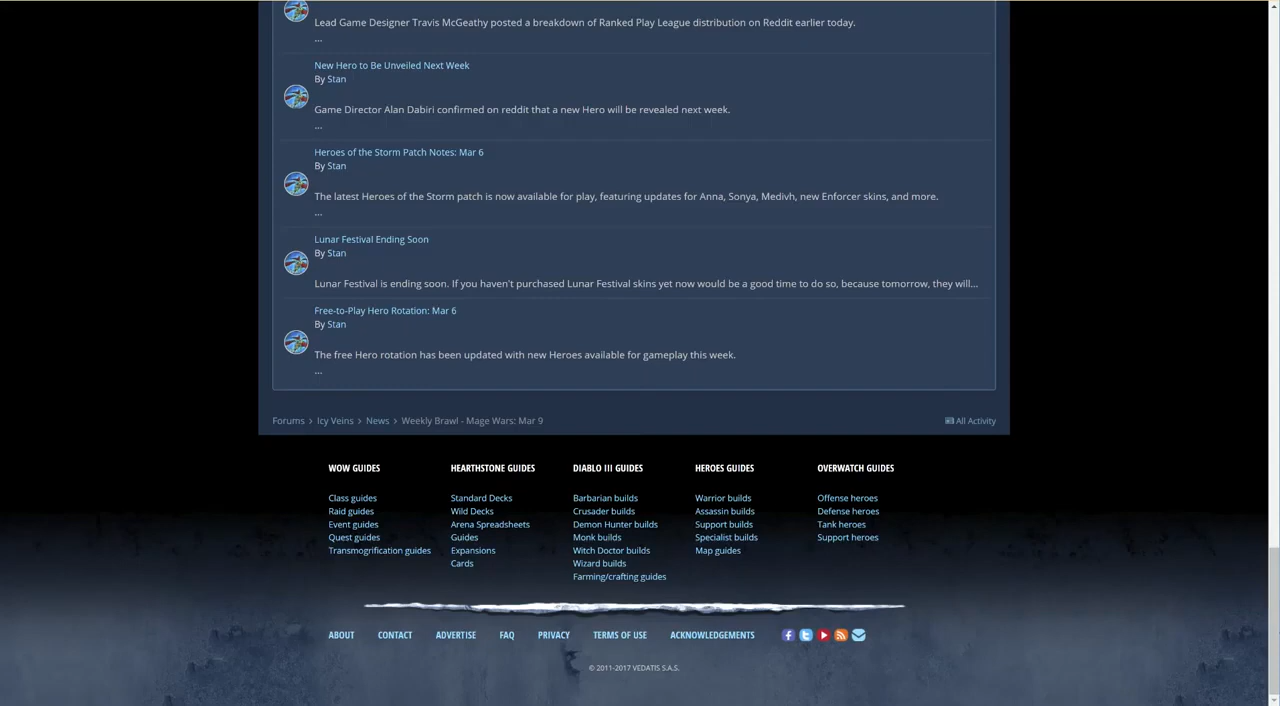 Lead Game Designer Travis McGeathy posted a breakdown of Ranked Play League distribution on Reddit earlier today.
...
New Hero to Be Unveiled Next Week
By Stan
Game Director Alan Dabiri confirmed on reddit that a new Hero will be revealed next week.
...
Heroes of the Storm Patch Notes: Mar 6
By Stan
The latest Heroes of the Storm patch is now available for play, featuring updates for Anna, Sonya, Medivh, new Enforcer skins, and more.
...
Lunar Festival Ending Soon
By Stan
Lunar Festival is ending soon. If you haven't purchased Lunar Festival skins yet now would be a good time to do so, because tomorrow, they will...
Free-to-Play Hero Rotation: Mar 6
By Stan
The free Hero rotation has been updated with new Heroes available for gameplay this week.
...
Forums > Icy Veins > News > Weekly Brawl - Mage Wars: Mar 9 All Activity
WOW GUIDES
Class guides
Raid guides
Event guides
Quest guides
Transmogrification guides
HEARTHSTONE GUIDES
Standard Decks
Wild Decks
Arena Spreadsheets
Guides
Expansions
Cards
DIABLO III GUIDES
Barbarian builds
Crusader builds
Demon Hunter builds
Monk builds
Witch Doctor builds
Wizard builds
Farming/crafting guides
HEROES GUIDES
Warrior builds
Assassin builds
Support builds
Specialist builds
Map guides
OVERWATCH GUIDES
Offense heroes
Defense heroes
Tank heroes
Support heroes
ABOUT CONTACT ADVERTISE FAQ PRIVACY TERMS OF USE ACKNOWLEDGEMENTS
© 2011-2017 VEDATIS S.A.S.